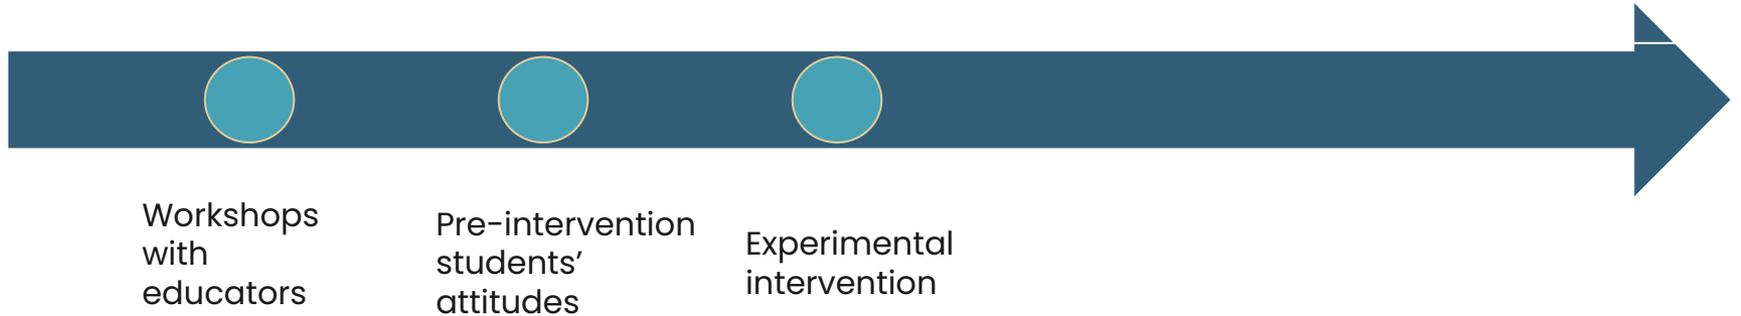 Workshops
with
educators
Pre-intervention
students’
attitudes
Experimental
intervention